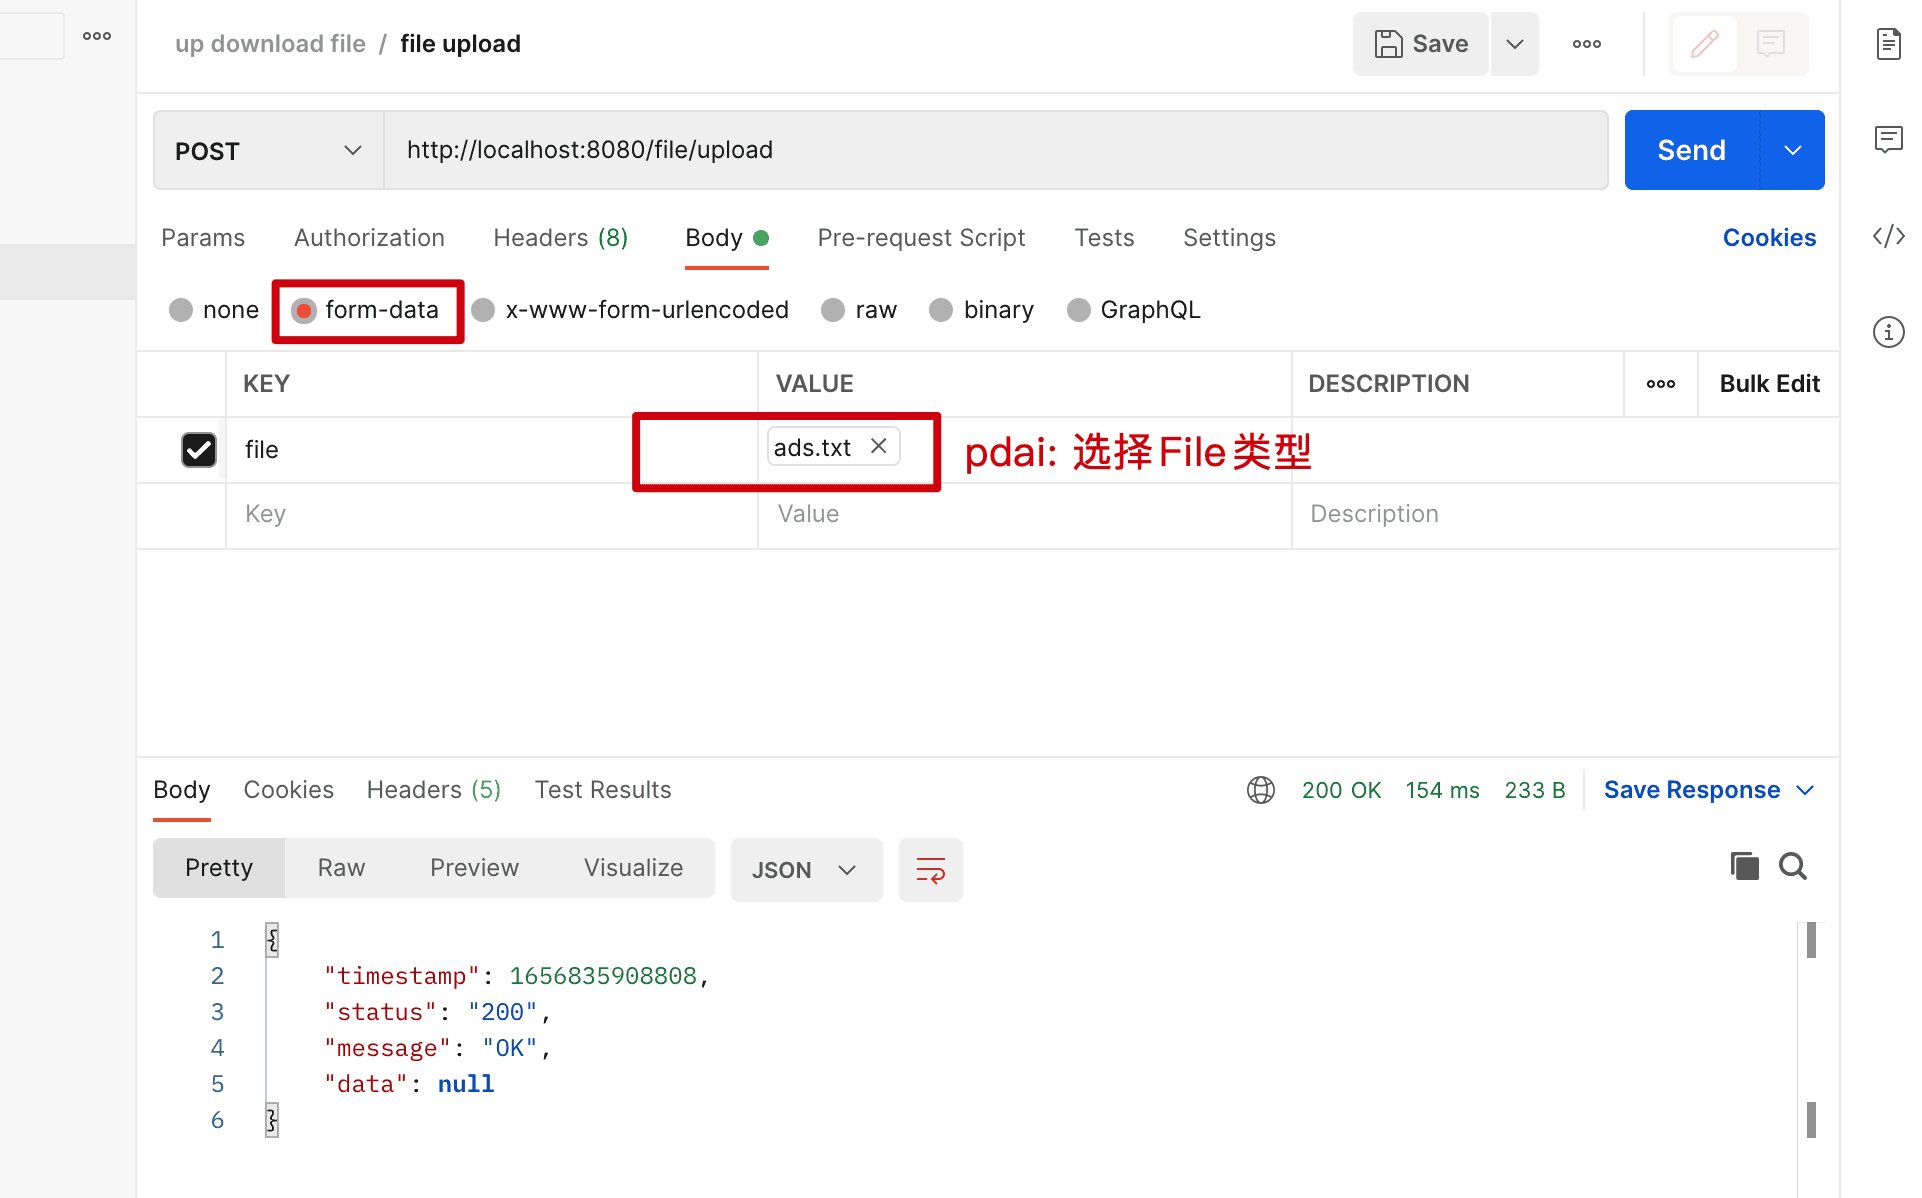 up download file / file upload
Save
POST
http://localhost:8080/file/upload
Send
Params Authorization Headers (8) Body Pre-request Script Tests Settings Cookies
none form-data x-www-form-urlencoded raw binary GraphQL
KEY VALUE DESCRIPTION Bulk Edit
file ads.txt pdai: 选择File类型
Key Value Description
Body Cookies Headers (5) Test Results 200 OK 154 ms 233 B Save Response
Pretty Raw Preview Visualize JSON
1 {
2 "timestamp": 1656835908808,
3 "status": "200",
4 "message": "OK",
5 "data": null
6 }